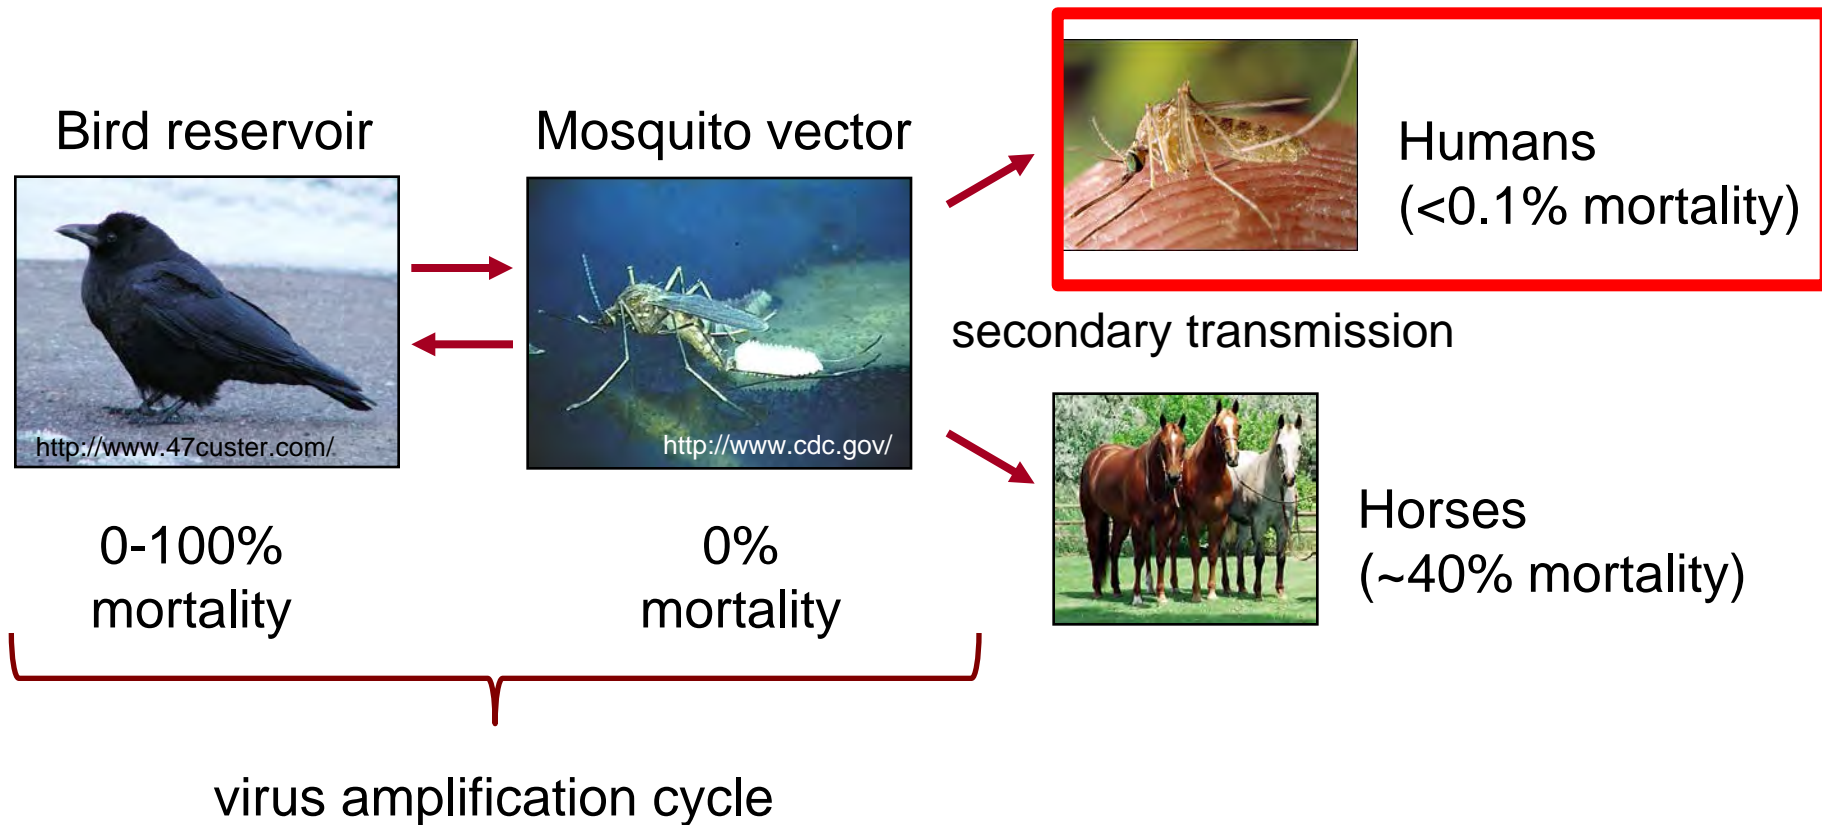 Bird reservoir
Mosquito vector
Humans
(<0.1% mortality)
http://www.47custer.com/
http://www.cdc.gov/
secondary transmission
0-100%
mortality
0%
mortality
Horses
(~40% mortality)
virus amplification cycle